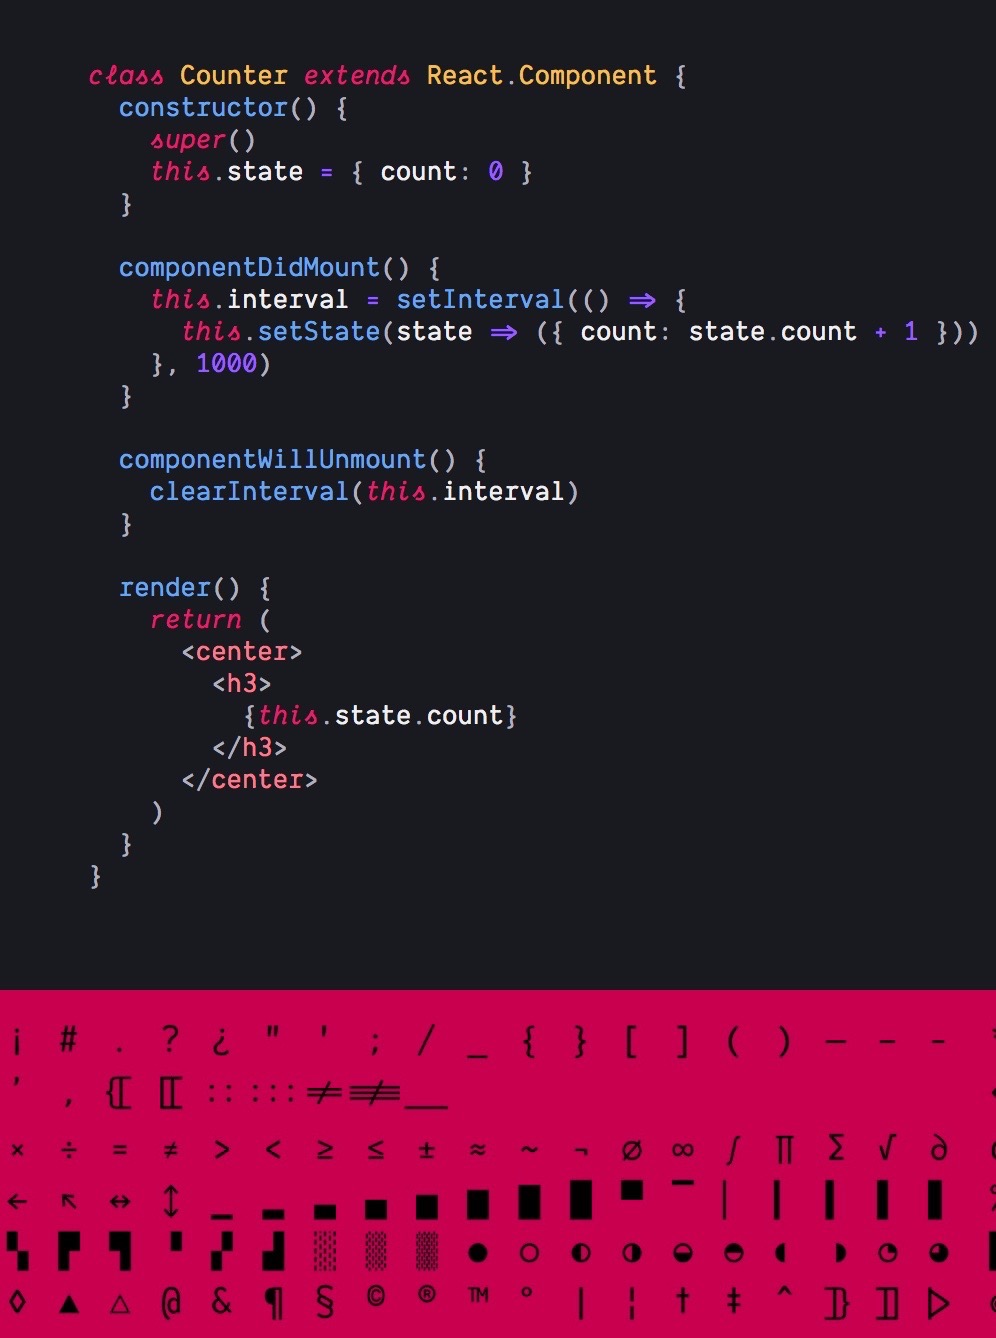 class Counter extends React.Component {
  constructor() {
    super()
    this.state = { count: 0 }
  }

  componentDidMount() {
    this.interval = setInterval(() => {
      this.setState(state => ({ count: state.count + 1 }))
    }, 1000)
  }

  componentWillUnmount() {
    clearInterval(this.interval)
  }

  render() {
    return (
      <center>
        <h3>
          {this.state.count}
        </h3>
      </center>
    )
  }
}
¡ # . ? ¿ " ' ; / _ { } [ ] ( ) — – -
' , {[ [[ :: ::: ≠ ≢ __
× ÷ = ≠ > < ≥ ≤ ± ≈ ~ ¬ ∅ ∞ ∫ ∏ Σ √ ∂
← ↖ ↔ ↕ ▁ ▂ ▃ ▄ ▅ ▆ ▇ █ ▀ ▔ ▏ ▎ ▍ ▌ ▋
▚ ▛ ▜ ▝ ▞ ▟ ░ ▒ ▓ ● ○ ◐ ◑ ◒ ◓ ◖ ◗ ◔ ◕
◊ ▲ △ @ & ¶ § © ® ™ ° | ¦ † ‡ ^ ]} ]] ▷